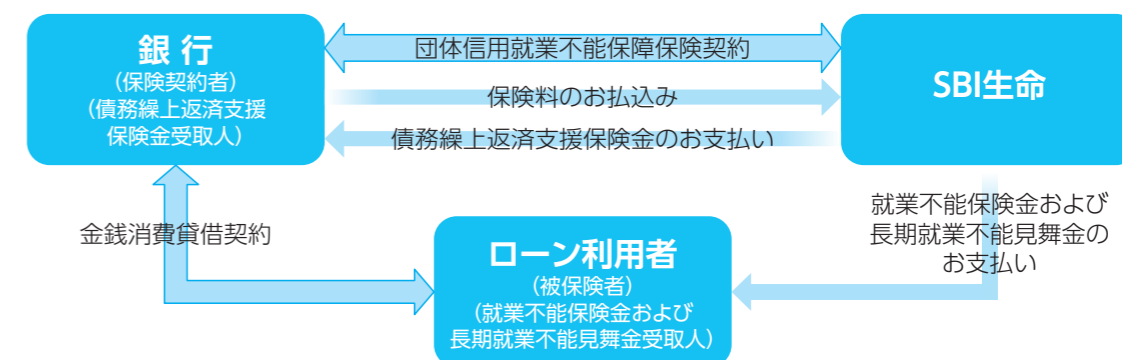 銀 行
(保険契約者)
(債務繰上返済支援
保険金受取人)
団体信用就業不能保障保険契約
保険料のお払込み
債務繰上返済支援保険金のお支払い
SBI生命
金銭消費貸借契約
ローン利用者
(被保険者)
(就業不能保険金および
長期就業不能見舞金受取人)
就業不能保険金および
長期就業不能見舞金の
お支払い